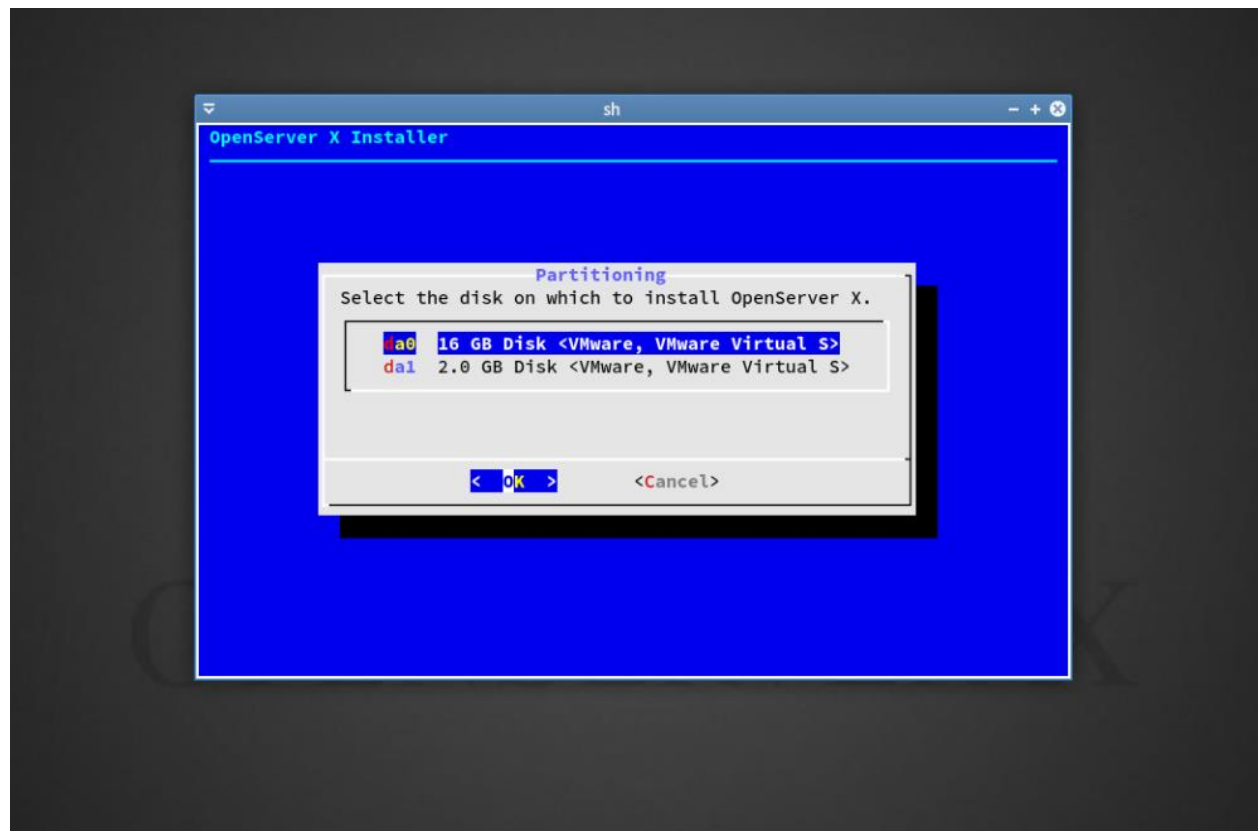 sh
OpenServer X Installer
Partitioning
Select the disk on which to install OpenServer X.
da0 16 GB Disk <VMware, VMware Virtual S>
da1 2.0 GB Disk <VMware, VMware Virtual S>
< OK > <Cancel>